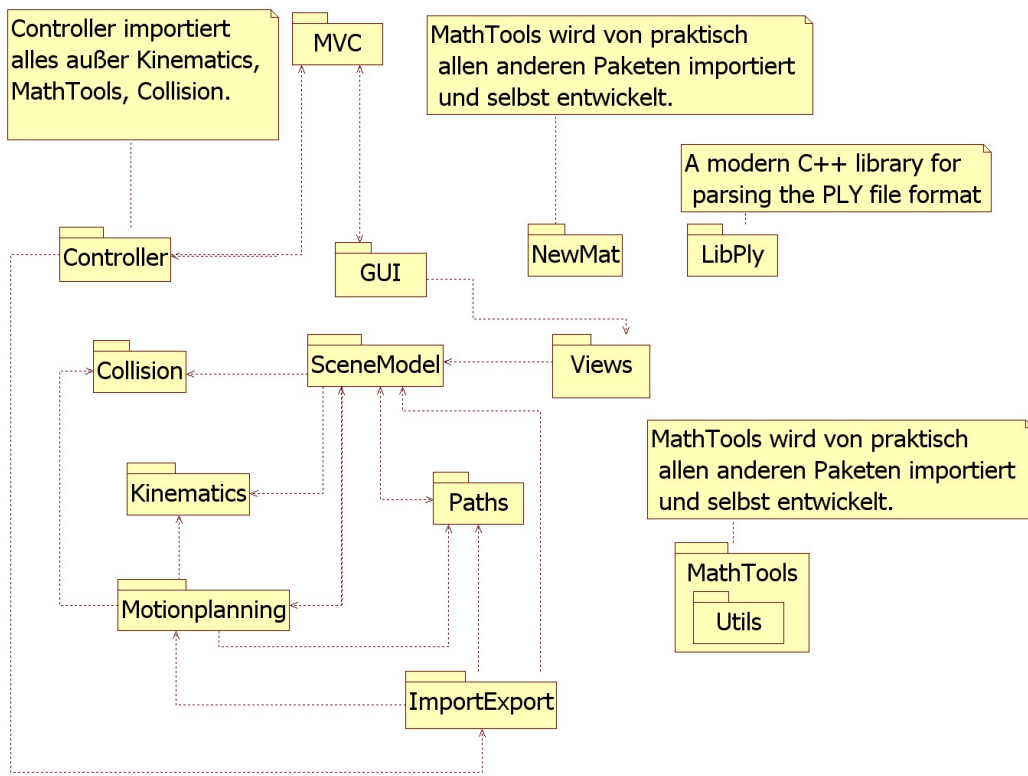 Controller importiert
alles außer Kinematics,
MathTools, Collision.
MVC
MathTools wird von praktisch
allen anderen Paketen importiert
und selbst entwickelt.
A modern C++ library for
parsing the PLY file format
Controller
GUI
NewMat
LibPly
Collision
SceneModel
Views
MathTools wird von praktisch
allen anderen Paketen importiert
und selbst entwickelt.
Kinematics
Paths
MathTools
Utils
Motionplanning
ImportExport